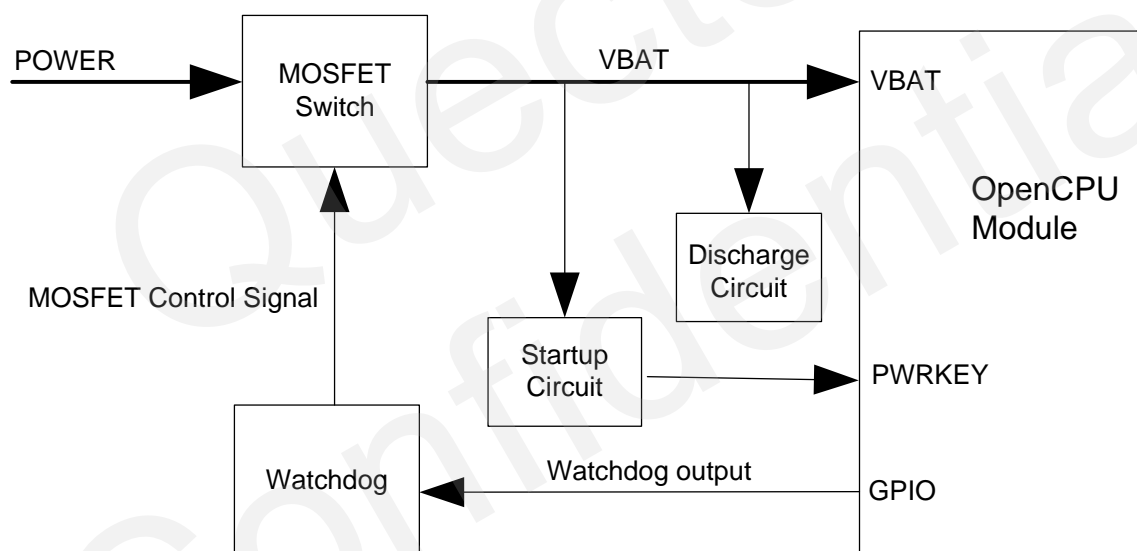 POWER
MOSFET
Switch
VBAT
VBAT
OpenCPU
Module
Discharge
Circuit
MOSFET Control Signal
Startup
Circuit
PWRKEY
Watchdog
Watchdog output
GPIO
Quectel
Confidential